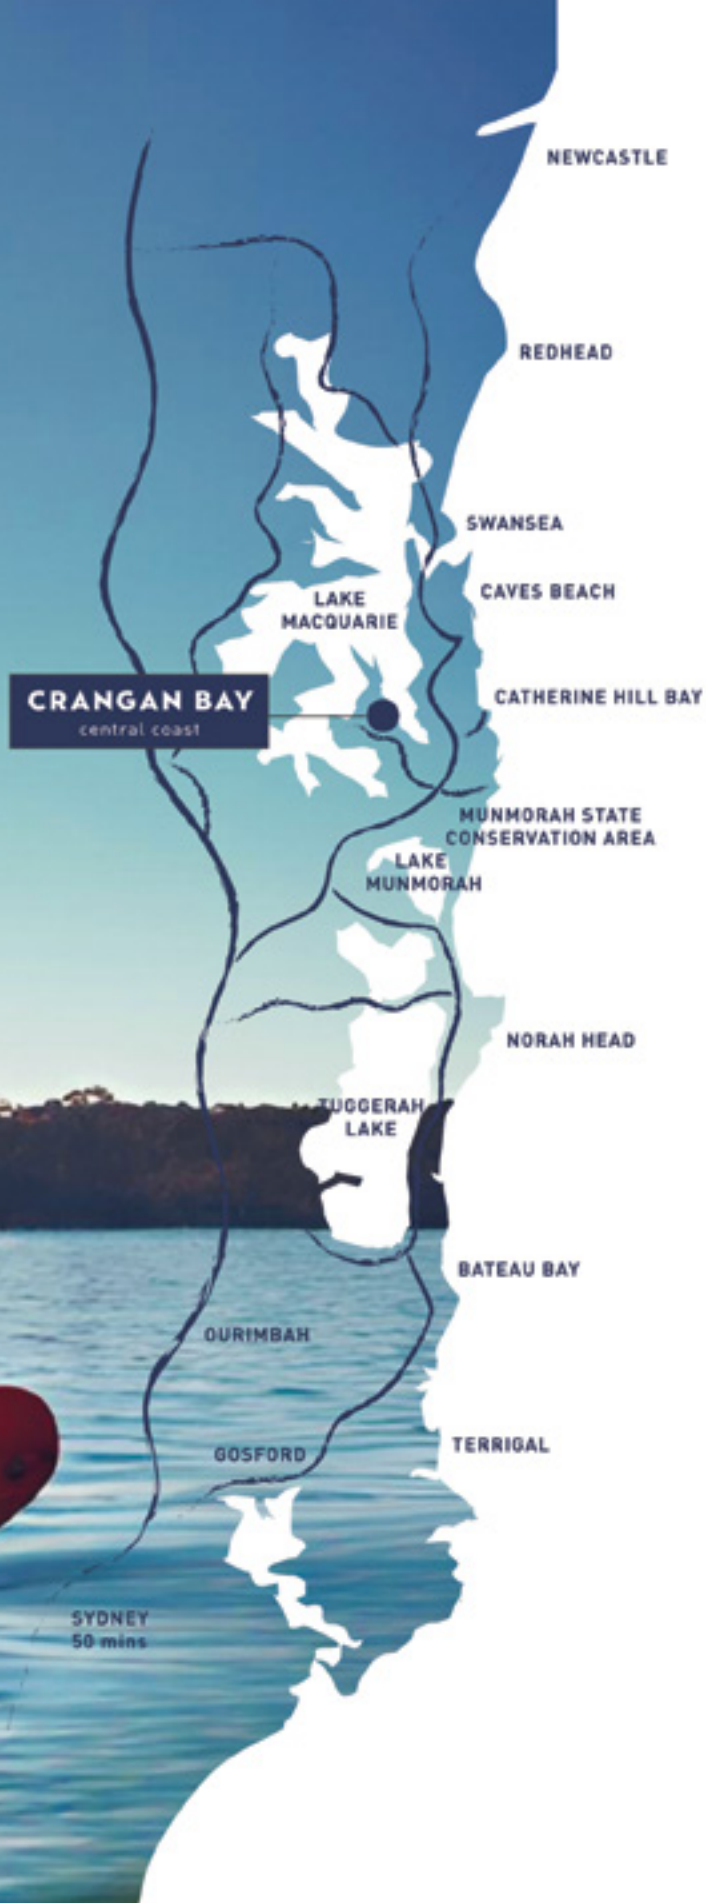 NEWCASTLE
REDHEAD
SWANSEA
CAVES BEACH
LAKE
MACQUARIE
CRANGAN BAY
central coast
CATHERINE HILL BAY
MUNMORAH STATE
CONSERVATION AREA
LAKE
MUNMORAH
NORAH HEAD
TUGGERAH
LAKE
BATEAU BAY
OURIMBAH
TERRIGAL
GOSFORD
SYDNEY
50 mins